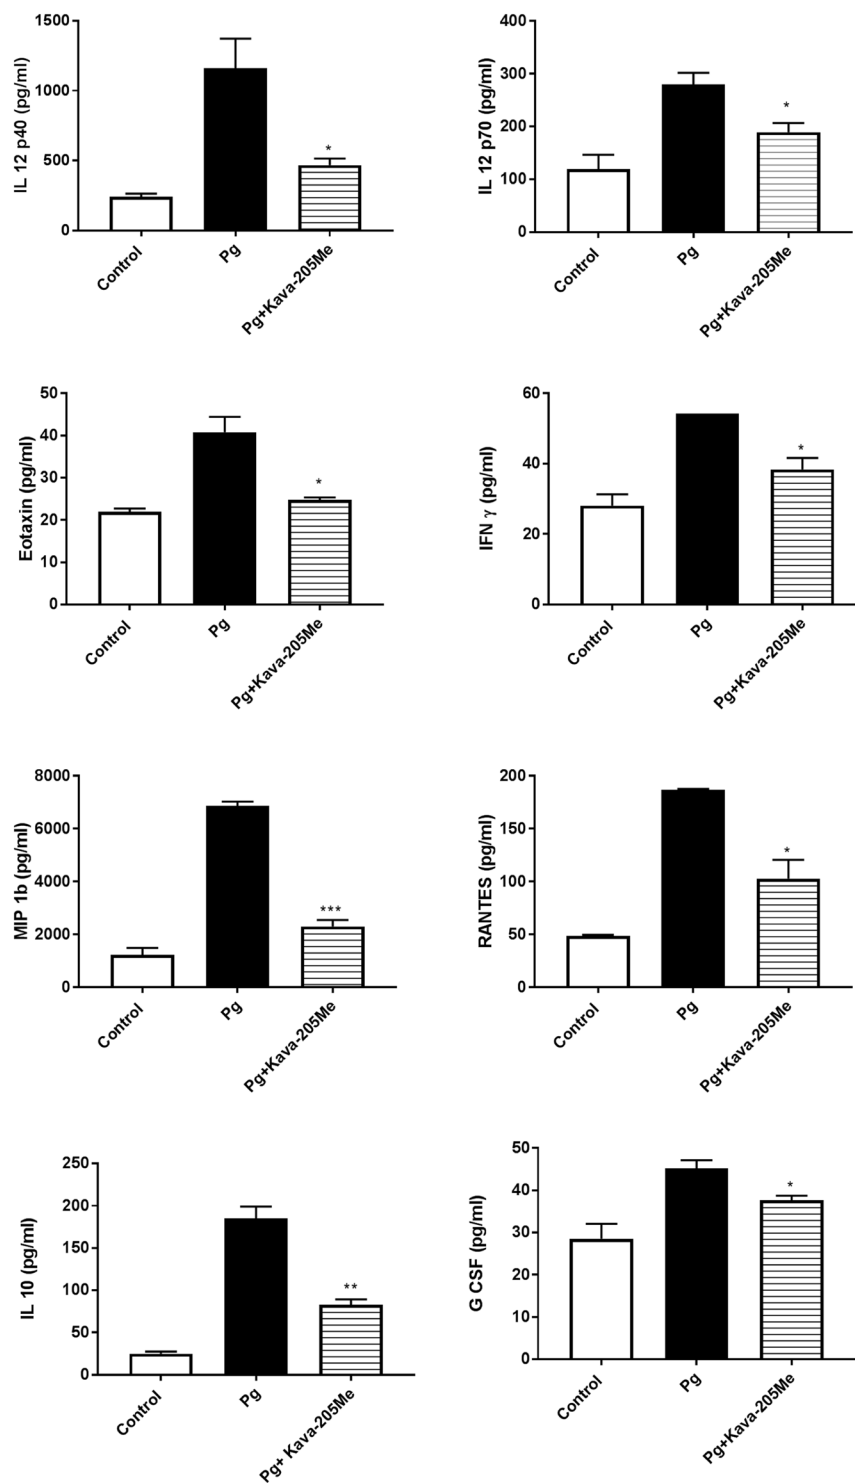 IL 12 p40 (pg/ml)
1500
1000
500
0
*
Control
Pg
Pg+Kava-205Me
IL 12 p70 (pg/ml)
400
300
200
100
0
*
Control
Pg
Pg+Kava-205Me
Eotaxin (pg/ml)
50
40
30
20
10
0
*
Control
Pg
Pg+Kava-205Me
IFN γ (pg/ml)
60
40
20
0
*
Control
Pg
Pg+Kava-205Me
MIP 1b (pg/ml)
8000
6000
4000
2000
0
***
Control
Pg
Pg+Kava-205Me
RANTES (pg/ml)
200
150
100
50
0
*
Control
Pg
Pg+Kava-205Me
IL 10 (pg/ml)
250
200
150
100
50
0
**
Control
Pg
Pg+ Kava-205Me
G CSF (pg/ml)
50
40
30
20
10
0
*
Control
Pg
Pg+Kava-205Me